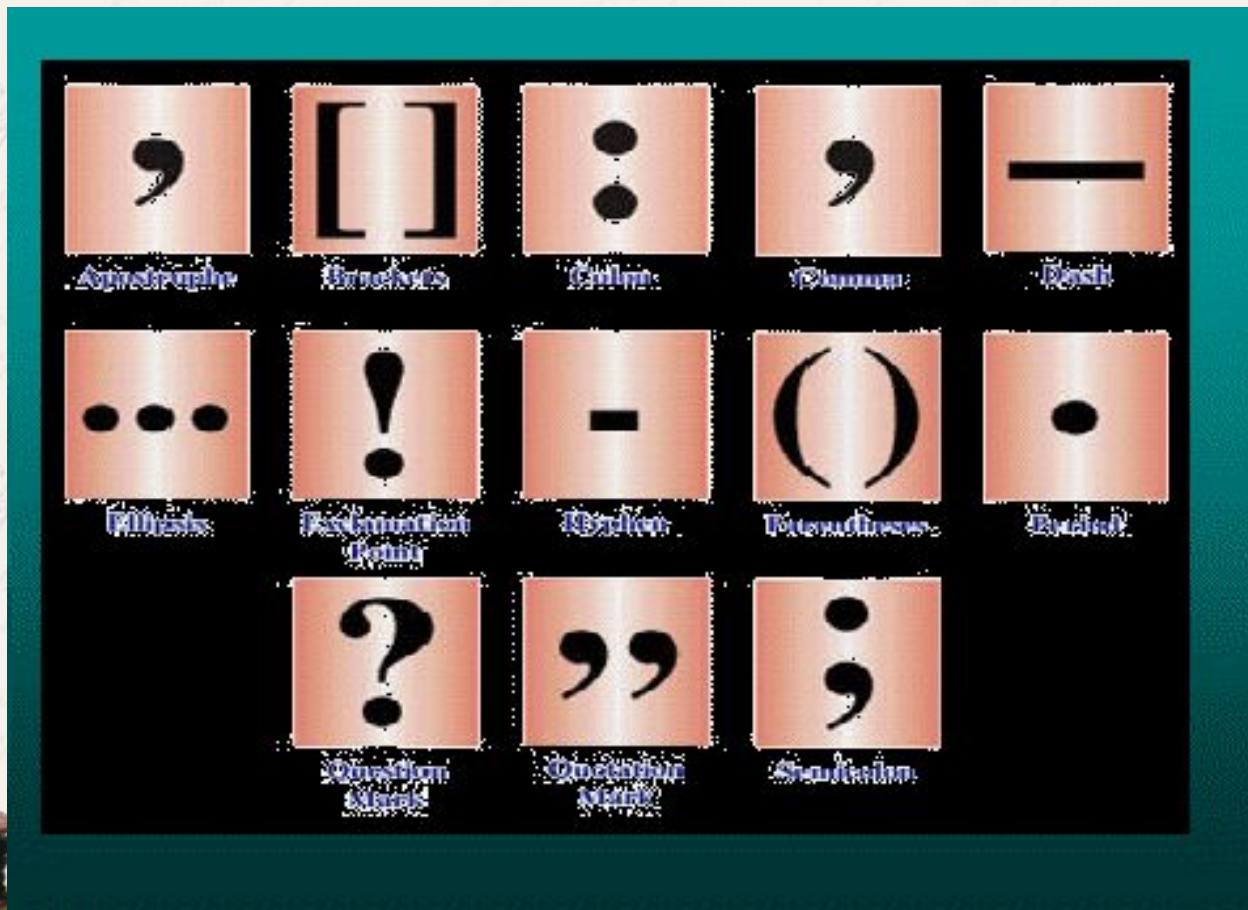 ,
[ ]
:
,
—
Apostrophe
Brackets
Colon
Comma
Dash
...
!
-
( )
.
Ellipsis
Exclamation
Point
Hyphen
Parentheses
Period
?
”
;
Question
Mark
Quotation
Mark
Semicolon